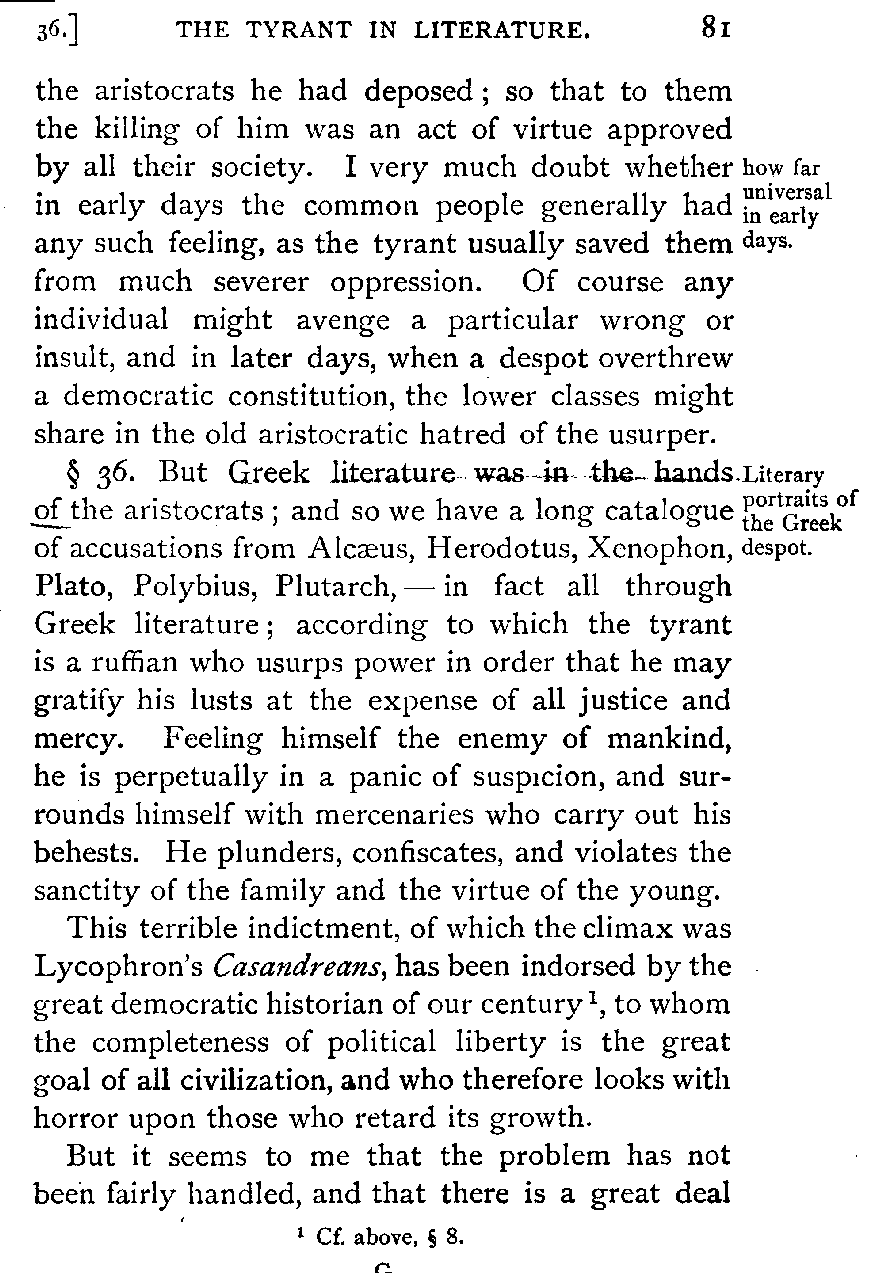 36.] THE TYRANT IN LITERATURE. 81
the aristocrats he had deposed ; so that to them
the killing of him was an act of virtue approved
by all their society. I very much doubt whether
in early days the common people generally had
any such feeling, as the tyrant usually saved them
from much severer oppression. Of course any
individual might avenge a particular wrong or
insult, and in later days, when a despot overthrew
a democratic constitution, the lower classes might
share in the old aristocratic hatred of the usurper.
how far
universal
in early
days.
§ 36. But Greek literature was in the hands
of the aristocrats ; and so we have a long catalogue
of accusations from Alcæus, Herodotus, Xenophon,
Plato, Polybius, Plutarch, — in fact all through
Greek literature ; according to which the tyrant
is a ruffian who usurps power in order that he may
gratify his lusts at the expense of all justice and
mercy. Feeling himself the enemy of mankind,
he is perpetually in a panic of suspicion, and sur-
rounds himself with mercenaries who carry out his
behests. He plunders, confiscates, and violates the
sanctity of the family and the virtue of the young.
Literary
portraits of
the Greek
despot.
This terrible indictment, of which the climax was
Lycophron's Casandreans, has been indorsed by the
great democratic historian of our century ¹, to whom
the completeness of political liberty is the great
goal of all civilization, and who therefore looks with
horror upon those who retard its growth.
But it seems to me that the problem has not
been fairly handled, and that there is a great deal
¹ Cf. above, § 8.
G